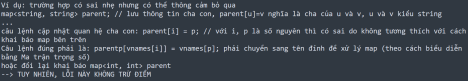 Ví dụ: trường hợp có sai nhẹ nhưng có thể thông cảm bỏ qua
map<string, string> parent; // lưu thông tin cha con, parent[u]=v nghĩa là cha của u và v, u và v kiểu string
...
câu lệnh cập nhật quan hệ cha con: parent[i] = p; // với i, p là số nguyên thì có sai do không tương thích với cách khai báo map bên trên
Câu lệnh đúng phải là: parentp[vnames[i]] = vnames[p]; phải chuyển sang tên đỉnh để xử lý map (theo cách biểu diễn bằng Ma trận trọng số)
Hoặc đổi lại khai báo map<int, int> parent
--> TUY NHIÊN, LỖI NAY KHÔNG TRỪ ĐIỂM